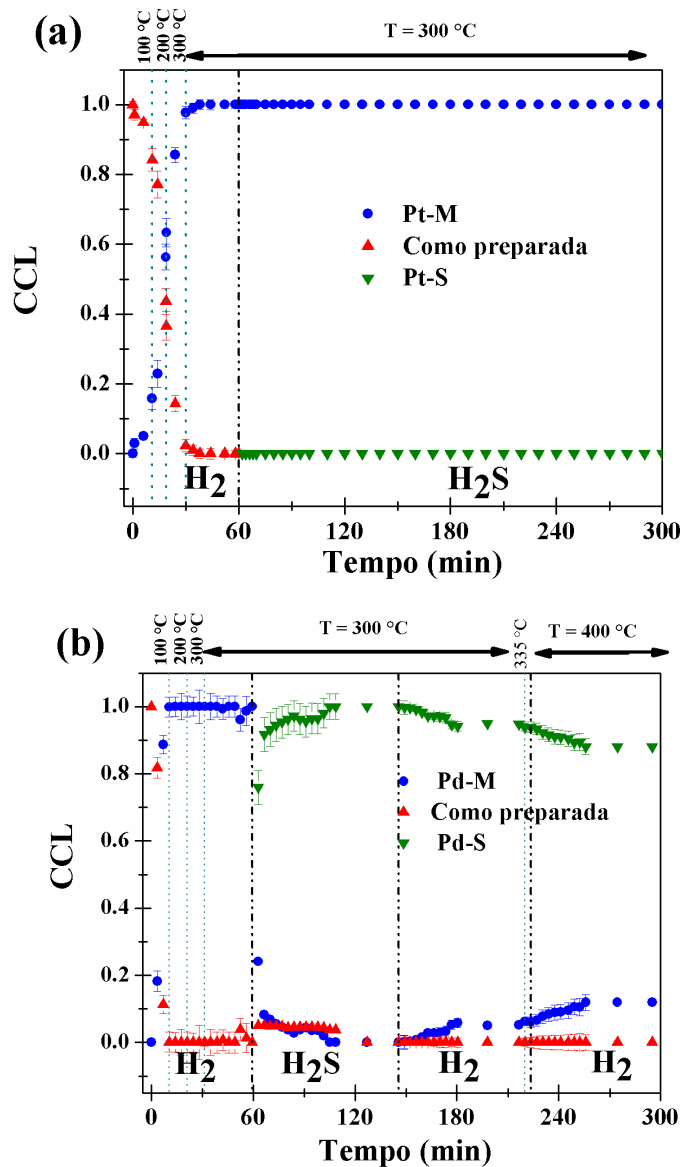 (a)
100 °C
200 °C
300 °C
T = 300 °C
1.0
0.8
0.6
0.4
0.2
0.0
CCL
Pt-M
Como preparada
Pt-S
H2
H2S
0 60 120 180 240 300
Tempo (min)
(b)
100 °C
200 °C
300 °C
T = 300 °C
335 °C
T = 400 °C
1.0
0.8
0.6
0.4
0.2
0.0
CCL
Pd-M
Como preparada
Pd-S
H2
H2S
H2
H2
0 60 120 180 240 300
Tempo (min)